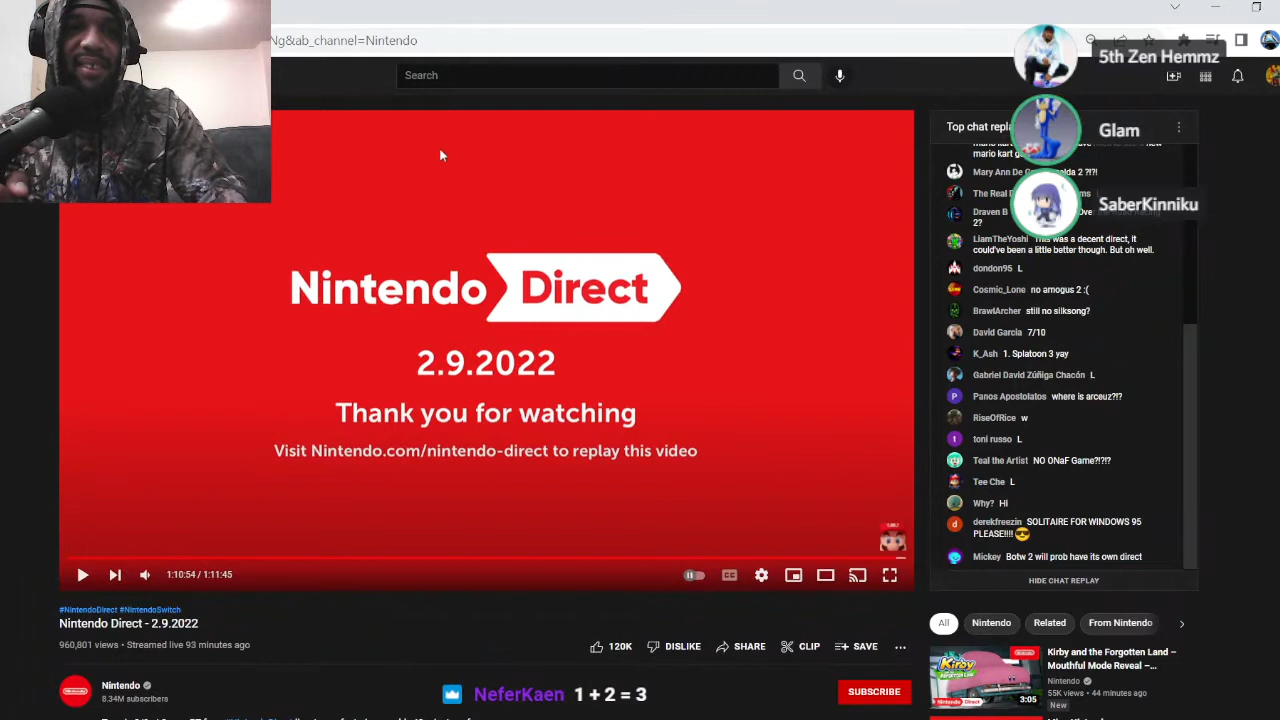 Ng&ab_channel=Nintendo
5th Zen Hemmz
Search
Glam
SaberKinniku
Nintendo Direct
2.9.2022
Thank you for watching
Visit Nintendo.com/nintendo-direct to replay this video
1:10:54 / 1:11:45
CC
#NintendoDirect #NintendoSwitch
Nintendo Direct - 2.9.2022
960,801 views • Streamed live 93 minutes ago
120K
DISLIKE
SHARE
CLIP
SAVE
Nintendo
8.34M subscribers
SUBSCRIBE
NeferKaen 1 + 2 = 3
Top chat repla
mario kart g
Mary Ann De G
The Real D
Draven B
2?
LiamTheYoshi This was a decent direct, it
could've been a little better though. But oh well.
dondon95 L
Cosmic_Lone no amogus 2 :(
BrawlArcher still no silksong?
David Garcia 7/10
K_Ash 1. Splatoon 3 yay
Gabriel David Zúñiga Chacón L
Panos Apostolatos where is arceuz?!?
RiseOfRice w
toni russo L
Teal the Artist NO ONaF Game?!?!?
Tee Che L
Why? HI
derekfreezin SOLITAIRE FOR WINDOWS 95
PLEASE!!!! 😎
Mickey Botw 2 will prob have its own direct
HIDE CHAT REPLAY
All
Nintendo
Related
From Nintendo
Kirby and the Forgotten Land –
Mouthful Mode Reveal –...
Nintendo
55K views • 44 minutes ago
New
3:05